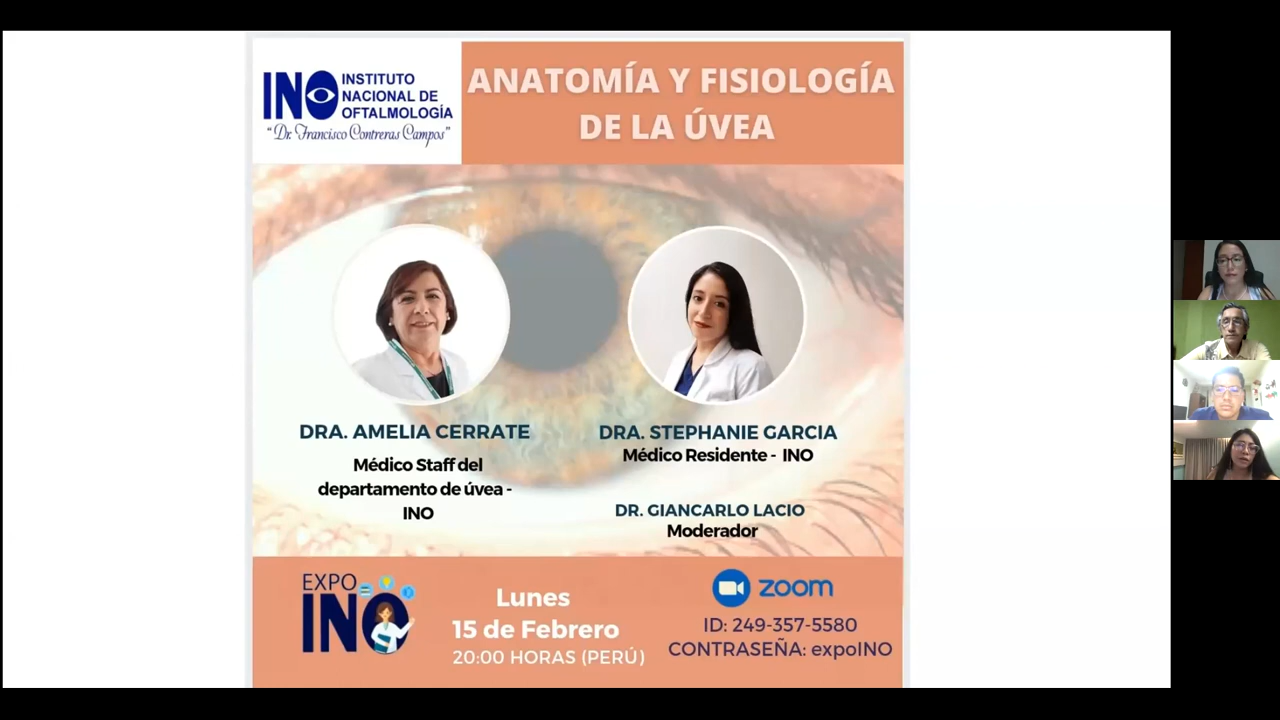 INO INSTITUTO
NACIONAL DE
OFTALMOLOGÍA
"Dr. Francisco Contreras Campos"
ANATOMÍA Y FISIOLOGÍA
DE LA ÚVEA
DRA. AMELIA CERRATE
Médico Staff del
departamento de úvea -
INO
DRA. STEPHANIE GARCIA
Médico Residente - INO
DR. GIANCARLO LACIO
Moderador
EXPO
INO
Lunes
15 de Febrero
20:00 HORAS (PERÚ)
zoom
ID: 249-357-5580
CONTRASEÑA: expoINO